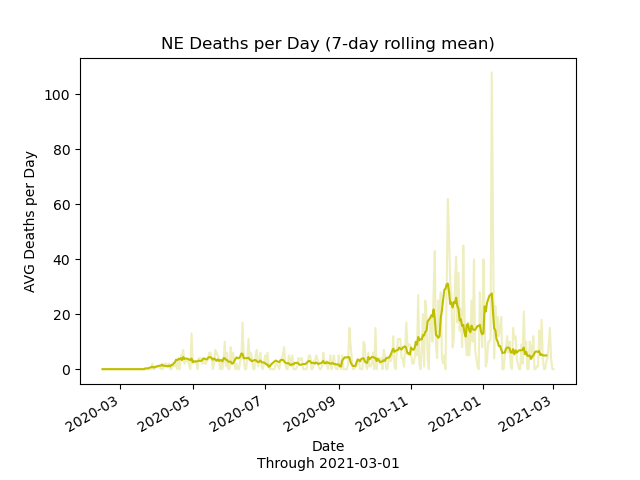 NE Deaths per Day (7-day rolling mean)
AVG Deaths per Day
100
80
60
40
20
0
2020-03 2020-05 2020-07 2020-09 2020-11 2021-01 2021-03
Date
Through 2021-03-01